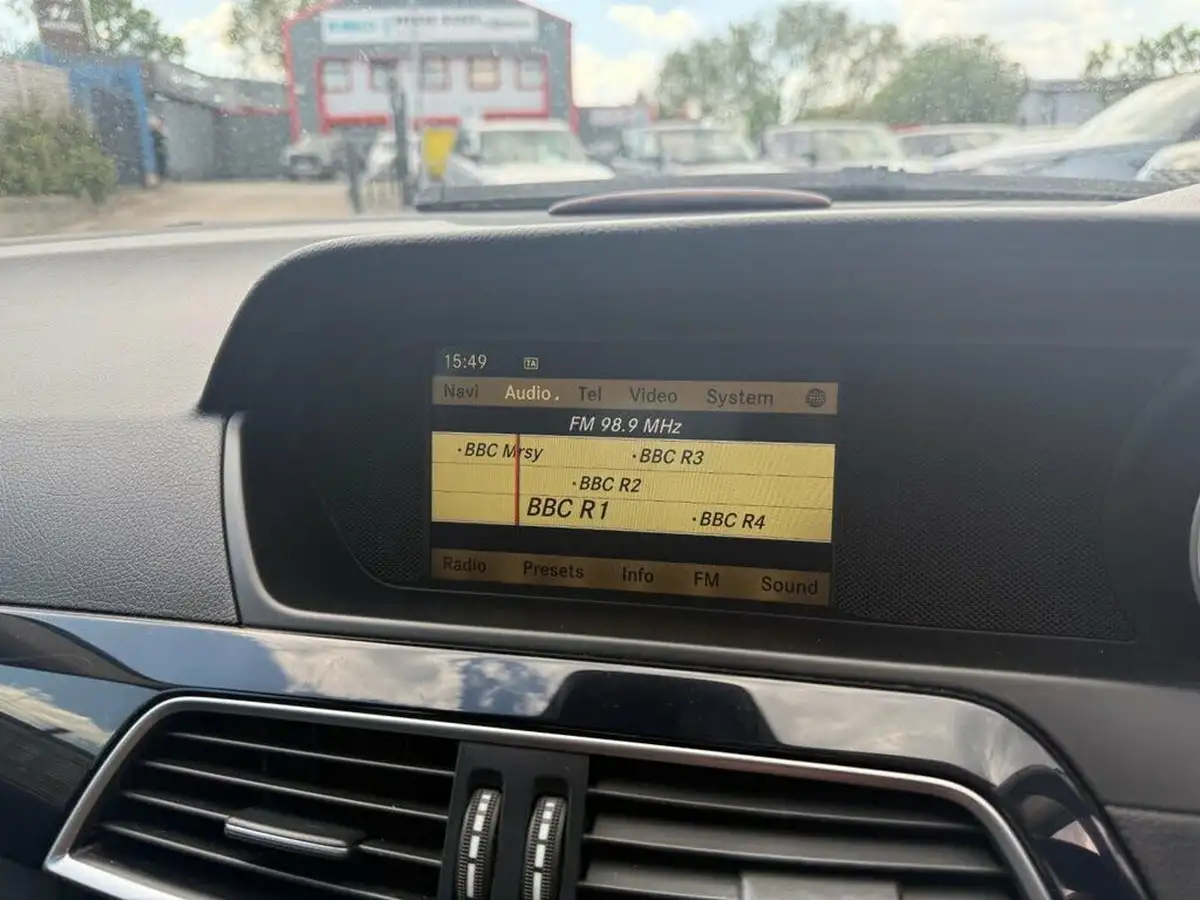 15:49 TA
Navi Audio. Tel Video System
FM 98.9 MHz
·BBC Mrsy ·BBC R3
·BBC R2
BBC R1 ·BBC R4
Radio Presets Info FM Sound